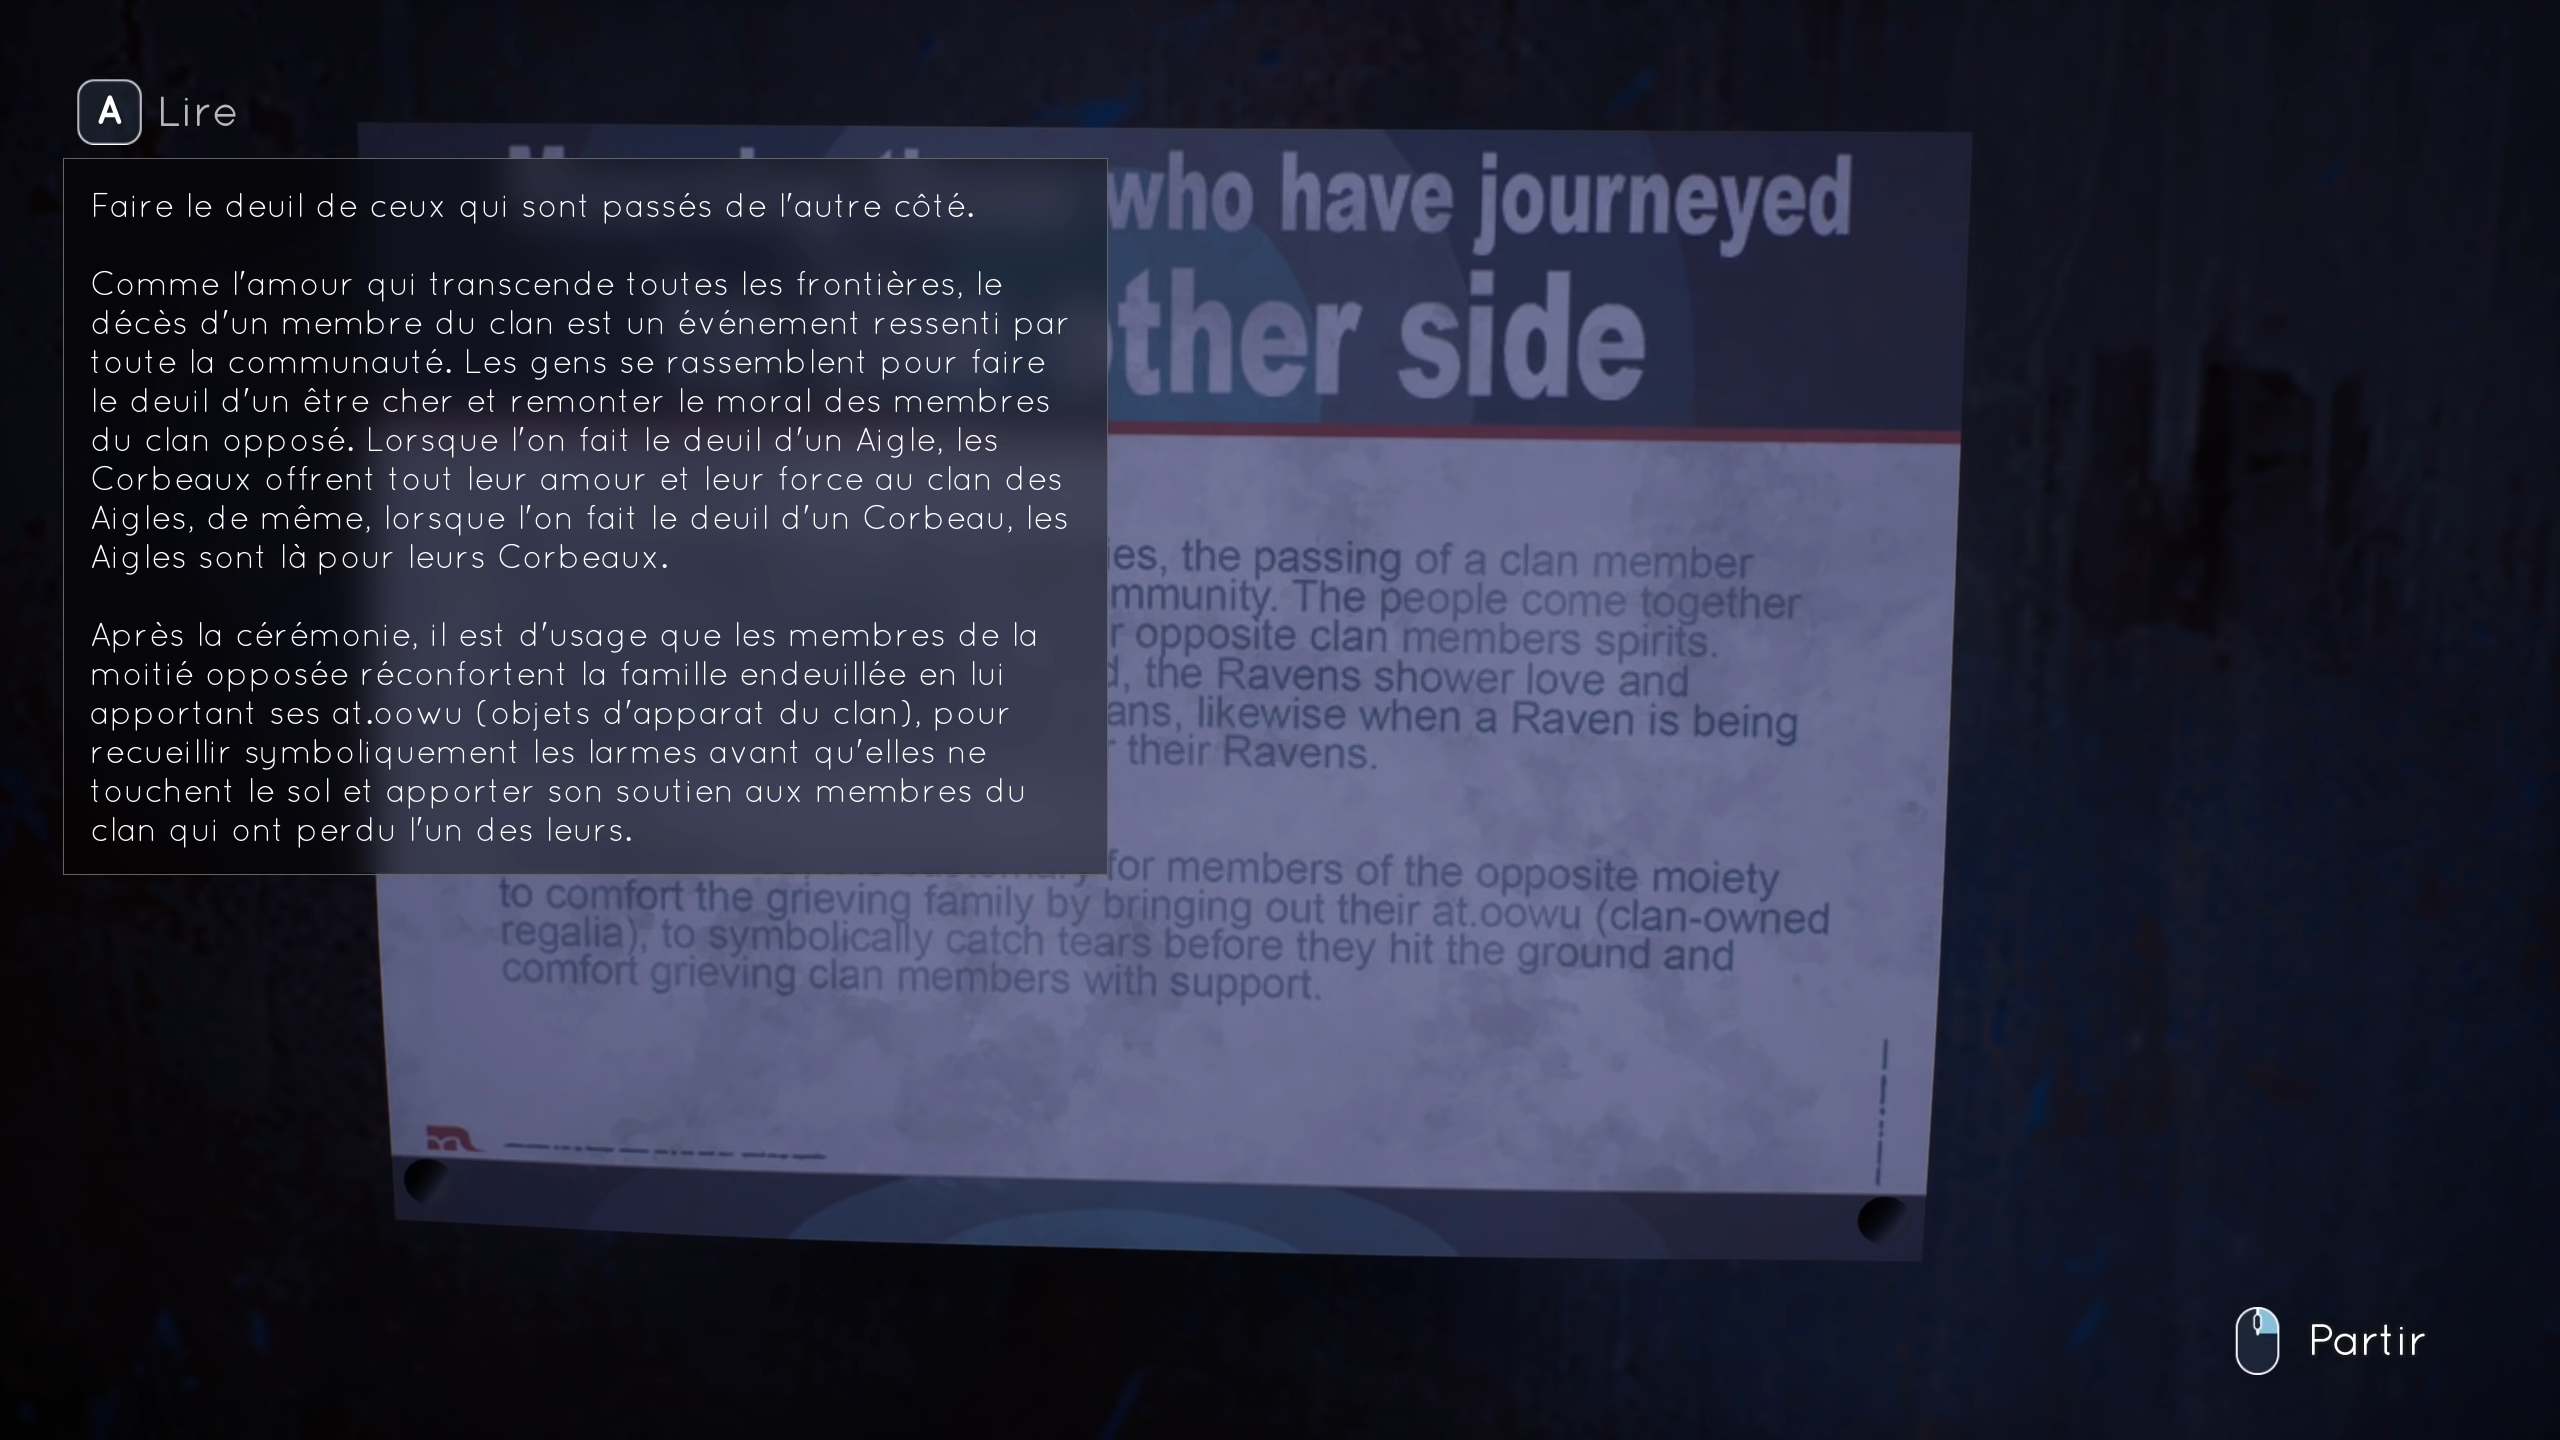 A Lire
Faire le deuil de ceux qui sont passés de l'autre côté.
Comme l'amour qui transcende toutes les frontières, le
décès d'un membre du clan est un événement ressenti par
toute la communauté. Les gens se rassemblent pour faire
le deuil d'un être cher et remonter le moral des membres
du clan opposé. Lorsque l'on fait le deuil d'un Aigle, les
Corbeaux offrent tout leur amour et leur force au clan des
Aigles, de même, lorsque l'on fait le deuil d'un Corbeau, les
Aigles sont là pour leurs Corbeaux.
Après la cérémonie, il est d'usage que les membres de la
moitié opposée réconfortent la famille endeuillée en lui
apportant ses at.oowu (objets d'apparat du clan), pour
recueillir symboliquement les larmes avant qu'elles ne
touchent le sol et apporter son soutien aux membres du
clan qui ont perdu l'un des leurs.
who have journeyed
other side
the passing of a clan member
The people come together
opposite clan members spirits.
the Ravens shower love and
likewise when a Raven is being
their Ravens.
for members of the opposite moiety
to comfort the grieving family by bringing out their at.oowu (clan-owned
regalia), to symbolically catch tears before they hit the ground and
comfort grieving clan members with support.
Partir